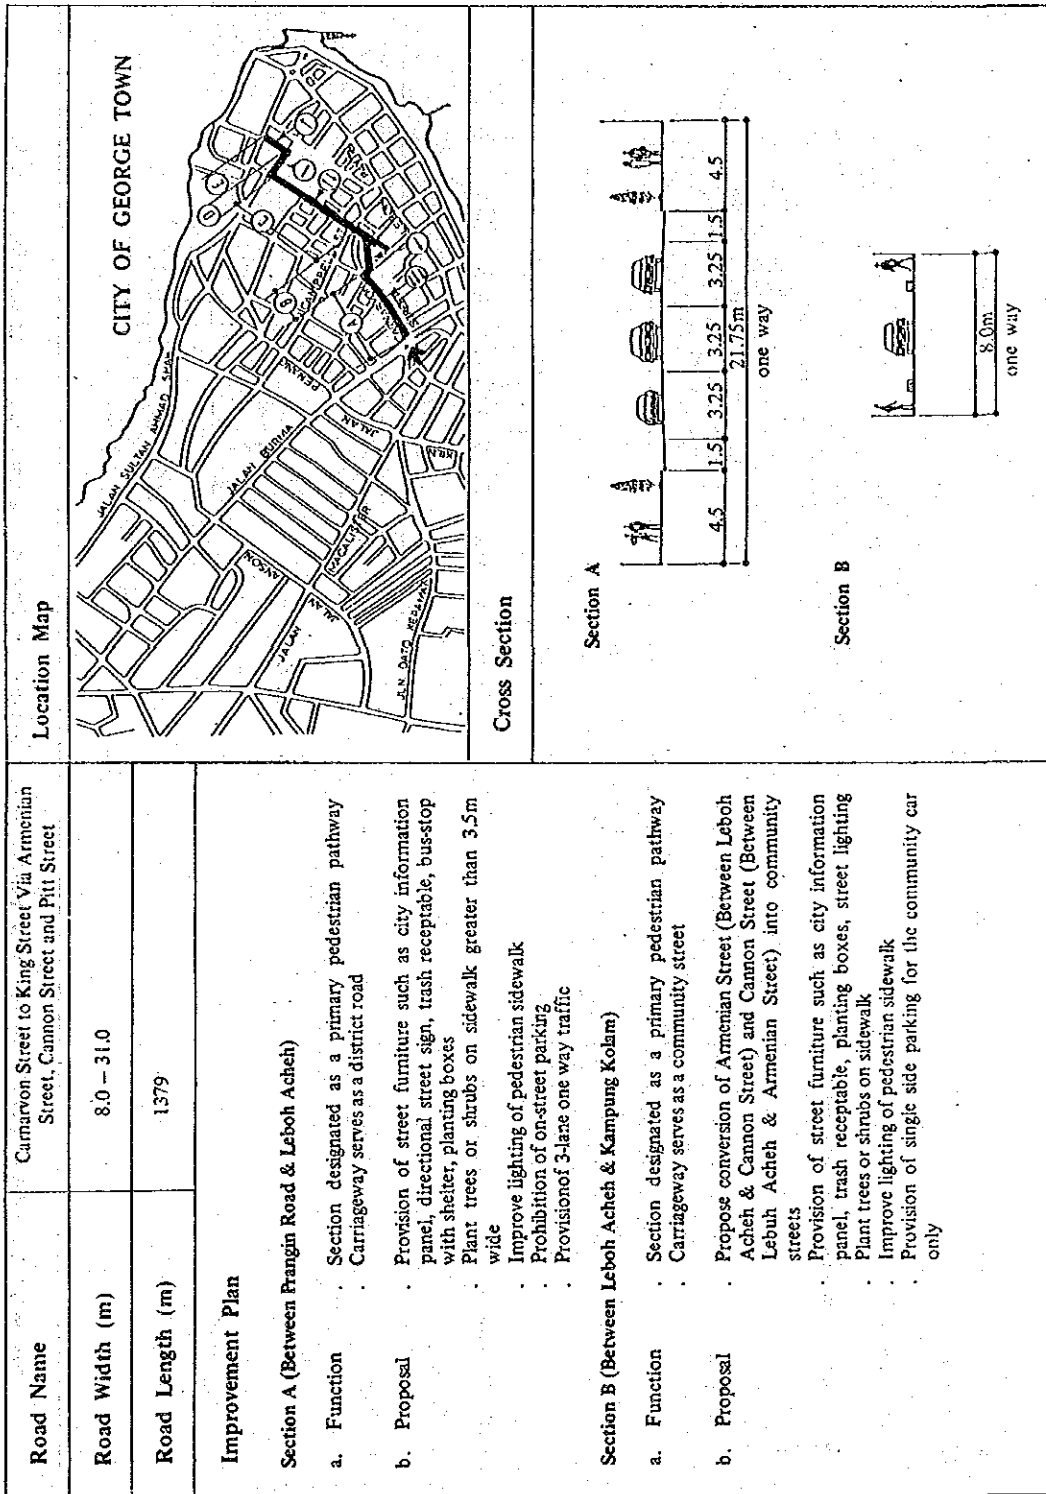 Road Name
Curnarvon Street to King Street Via Armenian
Street, Cannon Street and Pitt Street
Road Width (m)
8.0 – 31.0
Road Length (m)
1379
Improvement Plan
Section A (Between Prangin Road & Leboh Acheh)
a. Function . Section designated as a primary pedestrian pathway
Carriageway serves as a district road
b. Proposal . Provision of street furniture such as city information
panel, directional street sign, trash receptable, bus-stop
with shelter, planting boxes
. Plant trees or shrubs on sidewalk greater than 3.5m
wide
. Improve lighting of pedestrian sidewalk
. Prohibition of on-street parking
. Provisionof 3-lane one way traffic
Section B (Between Leboh Acheh & Kampung Kolam)
a. Function . Section designated as a primary pedestrian pathway
Carriageway serves as a community street
b. Proposal . Propose conversion of Armenian Street (Between Leboh
Acheh & Cannon Street) and Cannon Street (Between
Lebuh Acheh & Armenian Street) into community
streets
. Provision of street furniture such as city information
panel, trash receptable, planting boxes, street lighting
. Plant trees or shrubs on sidewalk
. Improve lighting of pedestrian sidewalk
. Provision of single side parking for the community car
only
Location Map
CITY OF GEORGE TOWN
JALAN SULTAN AHMAD SHAH
JALAN BURMA
PENANG
JALAN
ANSON
JALAN
MACALISTER
JALAN
JLN DATO KERAMAT
Cross Section
Section A
4.5 1.5 3.25 3.25 3.25 1.5 4.5
21.75m
one way
Section B
8.0m
one way